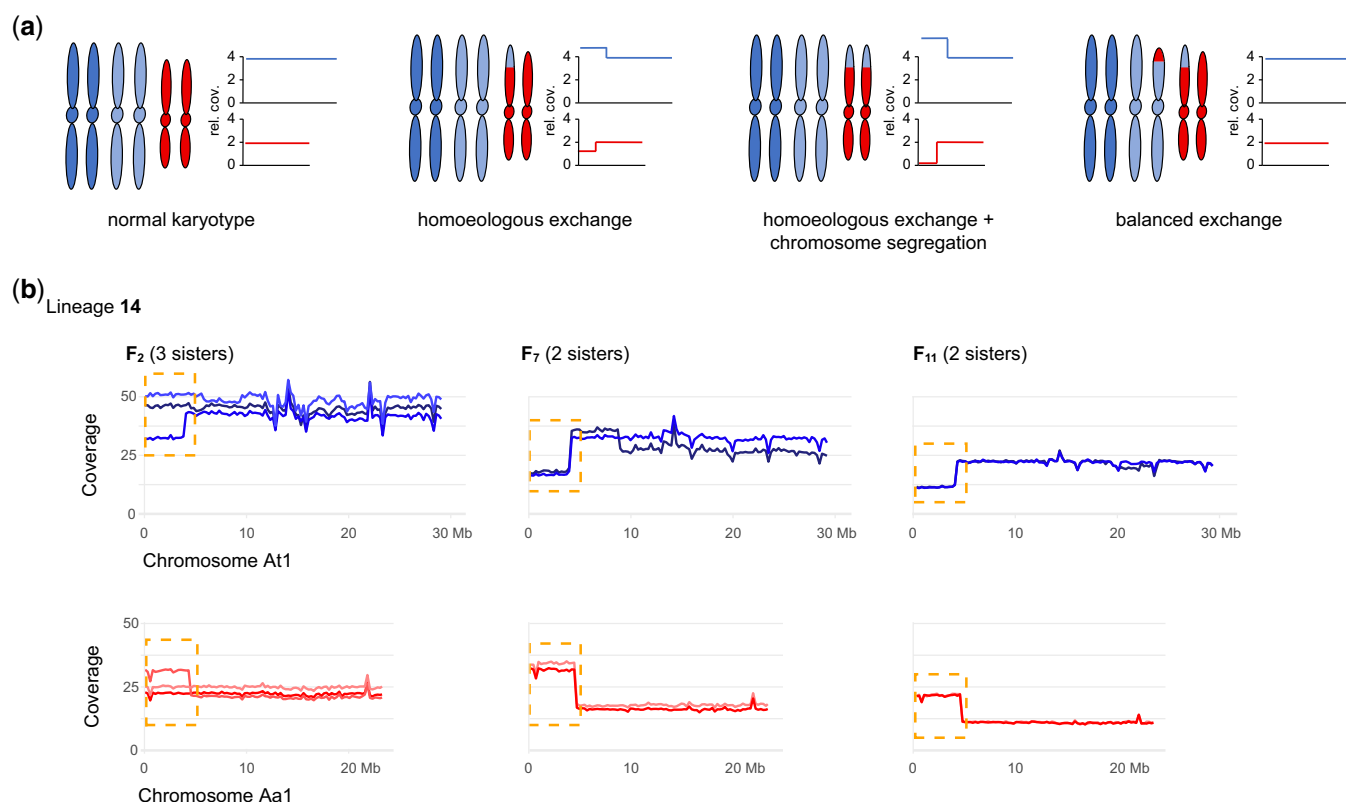 (a)
4
2
0
rel. cov.
4
2
0
normal karyotype
4
2
0
rel. cov.
4
2
0
homoeologous exchange
4
2
0
rel. cov.
4
2
0
homoeologous exchange +
chromosome segregation
4
2
0
rel. cov.
4
2
0
balanced exchange
(b)
Lineage 14
F2 (3 sisters)
F7 (2 sisters)
F11 (2 sisters)
Coverage
50
25
0
0 10 20 30 Mb
0 10 20 30 Mb
0 10 20 30 Mb
Chromosome At1
Coverage
50
25
0
0 10 20 Mb
0 10 20 Mb
0 10 20 Mb
Chromosome Aa1